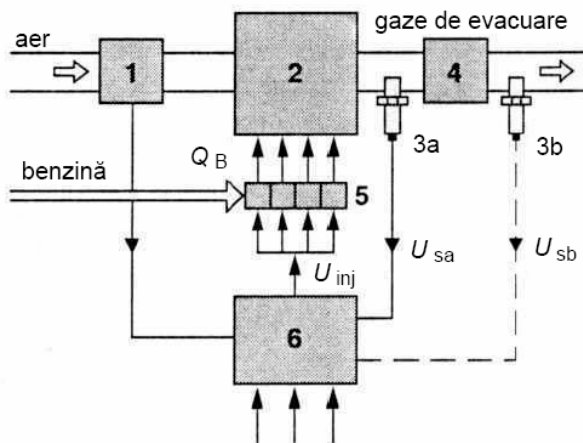 gaze de evacuare
aer
1
2
4
3a
3b
Q B
benzină
5
U sa
U sb
U inj
6